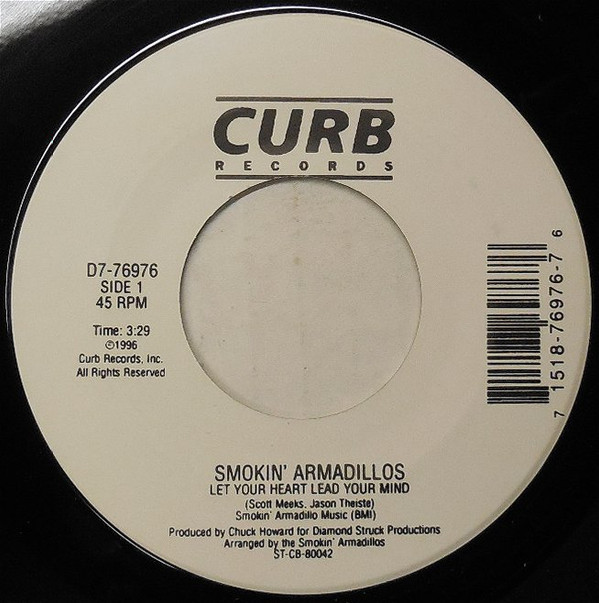 CURB
RECORDS
D7-76976
SIDE 1
45 RPM
Time: 3:29
©1996
Curb Records, Inc.
All Rights Reserved
7 1518-76976-7 6
SMOKIN' ARMADILLOS
LET YOUR HEART LEAD YOUR MIND
(Scott Meeks, Jason Theiste)
Smokin' Armadillo Music (BMI)
Produced by Chuck Howard for Diamond Struck Productions
Arranged by the Smokin' Armadillos
ST-CB-80042